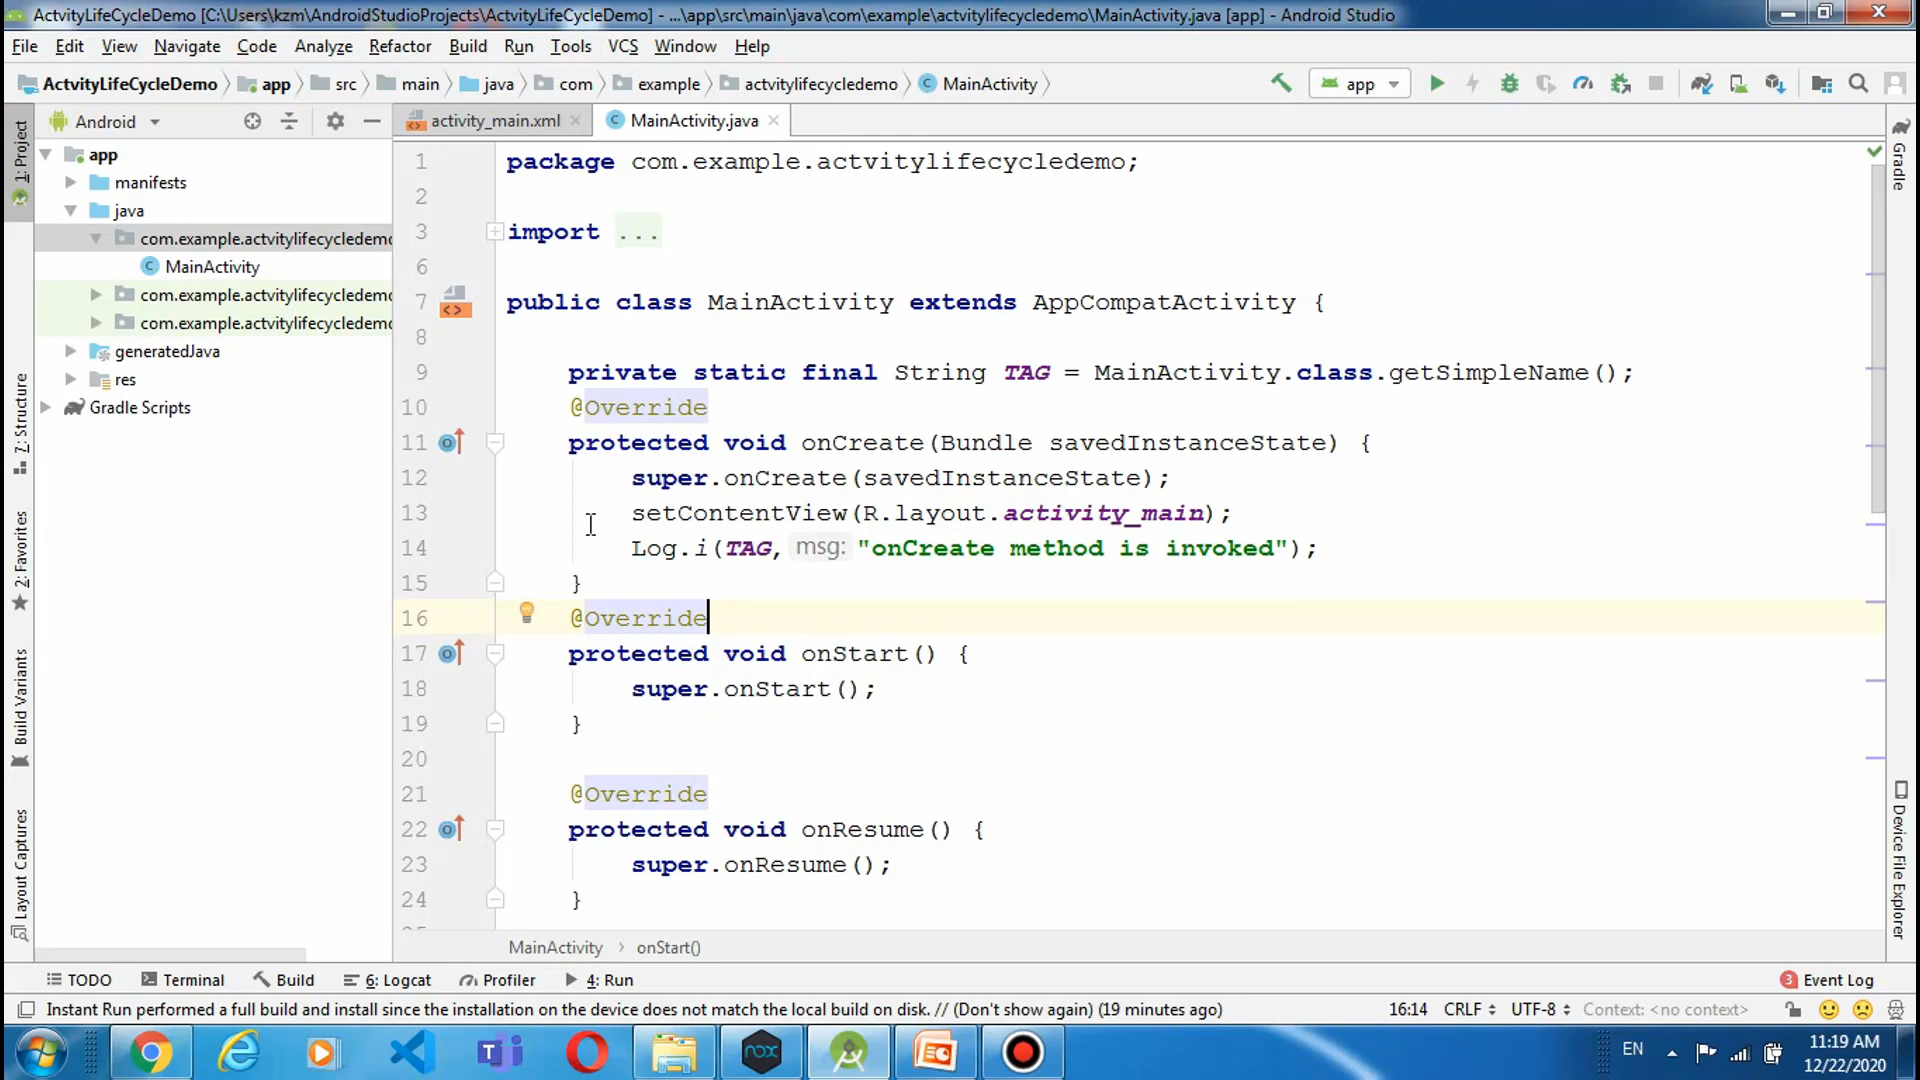 ActvityLifeCycleDemo [C:\Users\kzm\AndroidStudioProjects\ActvityLifeCycleDemo] - ...\app\src\main\java\com\example\actvitylifecycledemo\MainActivity.java [app] - Android Studio
File Edit View Navigate Code Analyze Refactor Build Run Tools VCS Window Help
ActvityLifeCycleDemo app src main java com example actvitylifecycledemo MainActivity app
1: Project
Android
activity_main.xml MainActivity.java
Gradle
app
manifests
java
com.example.actvitylifecycledemo
MainActivity
com.example.actvitylifecycledemo
com.example.actvitylifecycledemo
generatedJava
res
Gradle Scripts
1 package com.example.actvitylifecycledemo;
2
3 import ...
6
7 public class MainActivity extends AppCompatActivity {
8
9 private static final String TAG = MainActivity.class.getSimpleName();
10 @Override
11 protected void onCreate(Bundle savedInstanceState) {
12 super.onCreate(savedInstanceState);
13 setContentView(R.layout.activity_main);
14 Log.i(TAG, msg: "onCreate method is invoked");
15 }
16 @Override
17 protected void onStart() {
18 super.onStart();
19 }
20
21 @Override
22 protected void onResume() {
23 super.onResume();
24 }
7: Structure
2: Favorites
Build Variants
Layout Captures
Device File Explorer
MainActivity › onStart()
TODO Terminal Build 6: Logcat Profiler 4: Run 3 Event Log
Instant Run performed a full build and install since the installation on the device does not match the local build on disk. // (Don't show again) (19 minutes ago) 16:14 CRLF UTF-8 Context: <no context>
nox
EN
11:19 AM
12/22/2020